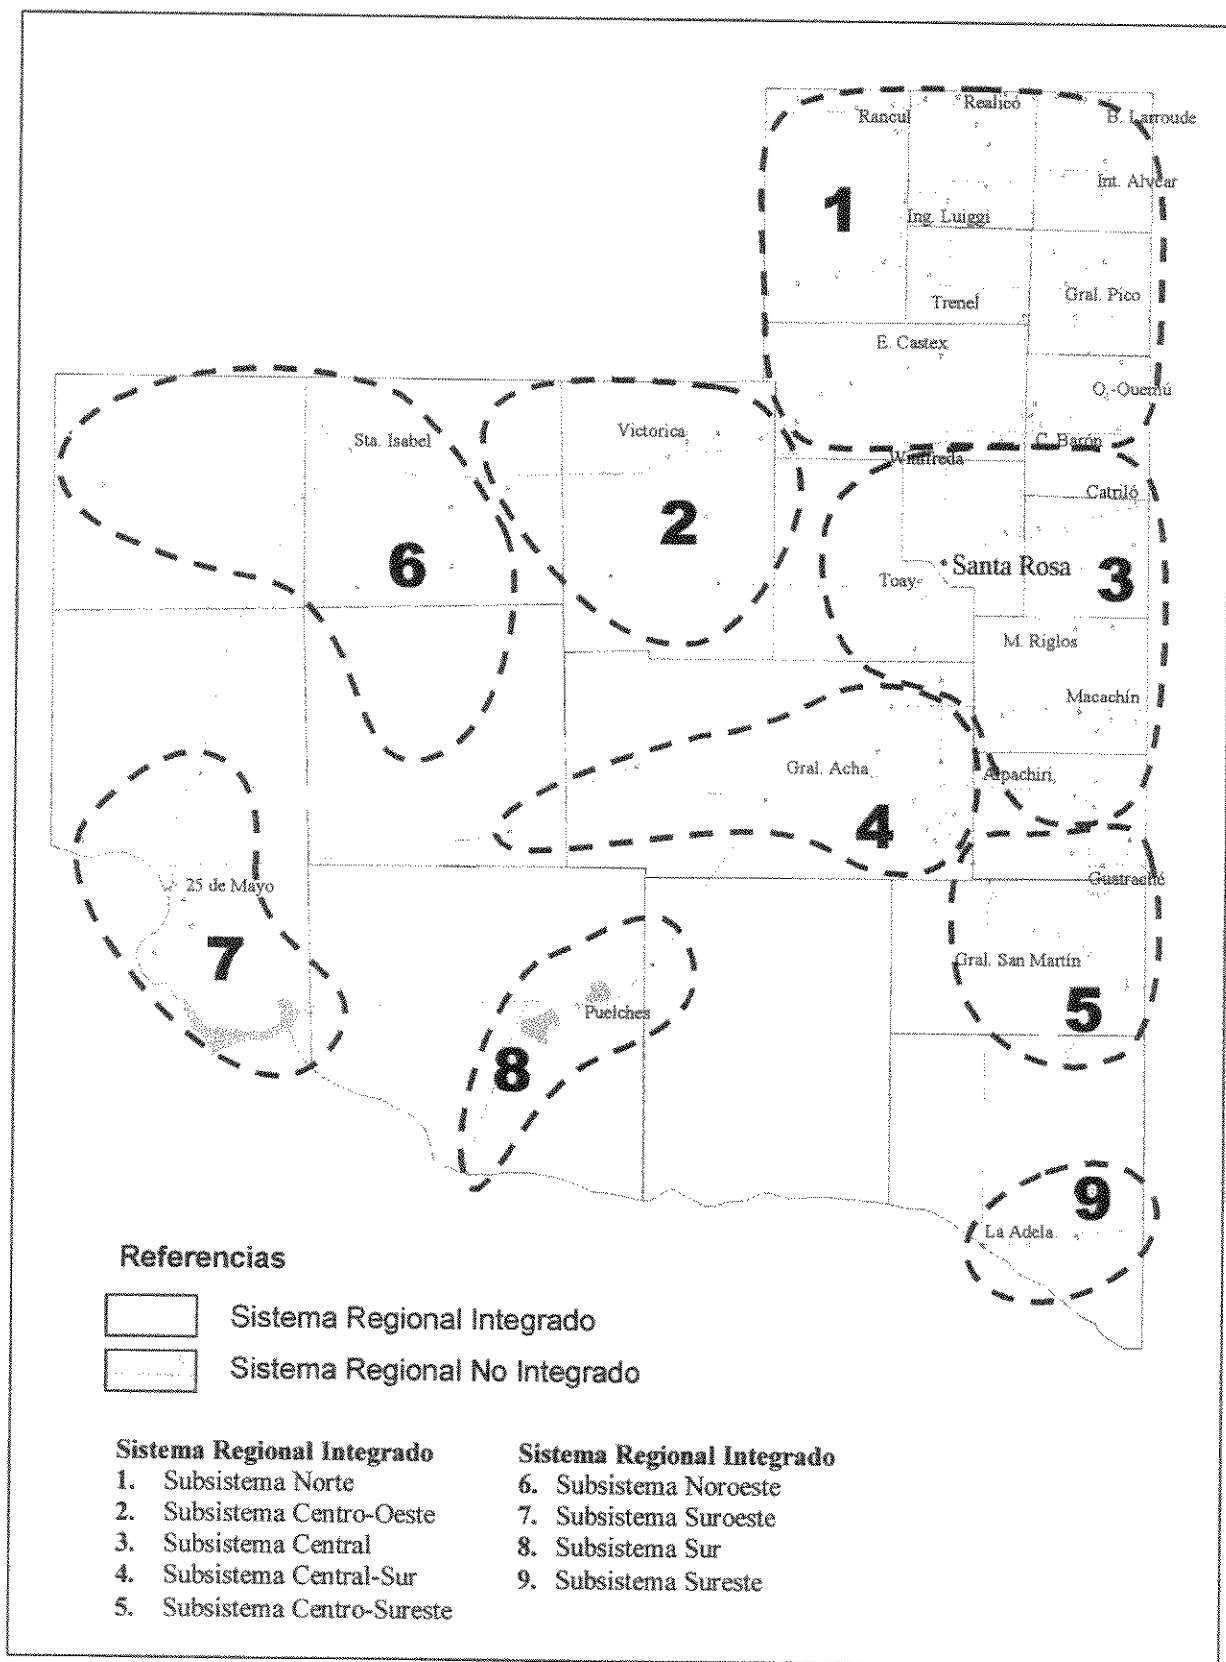 Realicó
Rancul
B. Larroude
Int. Alvear
1
Ing. Luiggi
Gral. Pico
Trenel
E. Castex
O.-Quemú
C. Barón
Winifreda
Sta. Isabel
Victorica
Catriló
2
6
Santa Rosa
3
Toay
M. Riglos
Macachín
Gral. Acha
Alpachiri
4
Guatraché
25 de Mayo
7
Gral. San Martín
5
Puelches
8
9
La Adela
Referencias
Sistema Regional Integrado
Sistema Regional No Integrado
Sistema Regional Integrado
1. Subsistema Norte
2. Subsistema Centro-Oeste
3. Subsistema Central
4. Subsistema Central-Sur
5. Subsistema Centro-Sureste
Sistema Regional Integrado
6. Subsistema Noroeste
7. Subsistema Suroeste
8. Subsistema Sur
9. Subsistema Sureste